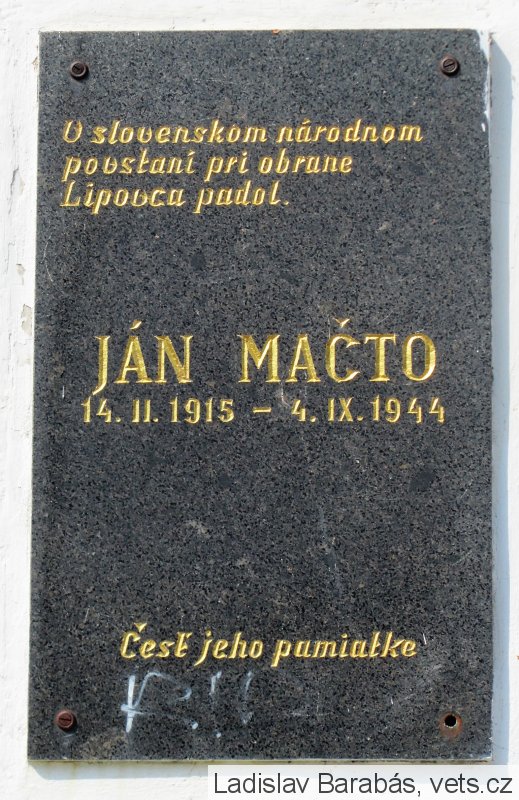 V slovenskom národnom
povstaní pri obrane
Lipovca padol.
JÁN MAČTO
14. II. 1915 – 4. IX. 1944
Česť jeho pamiatke
Ladislav Barabás, vets.cz